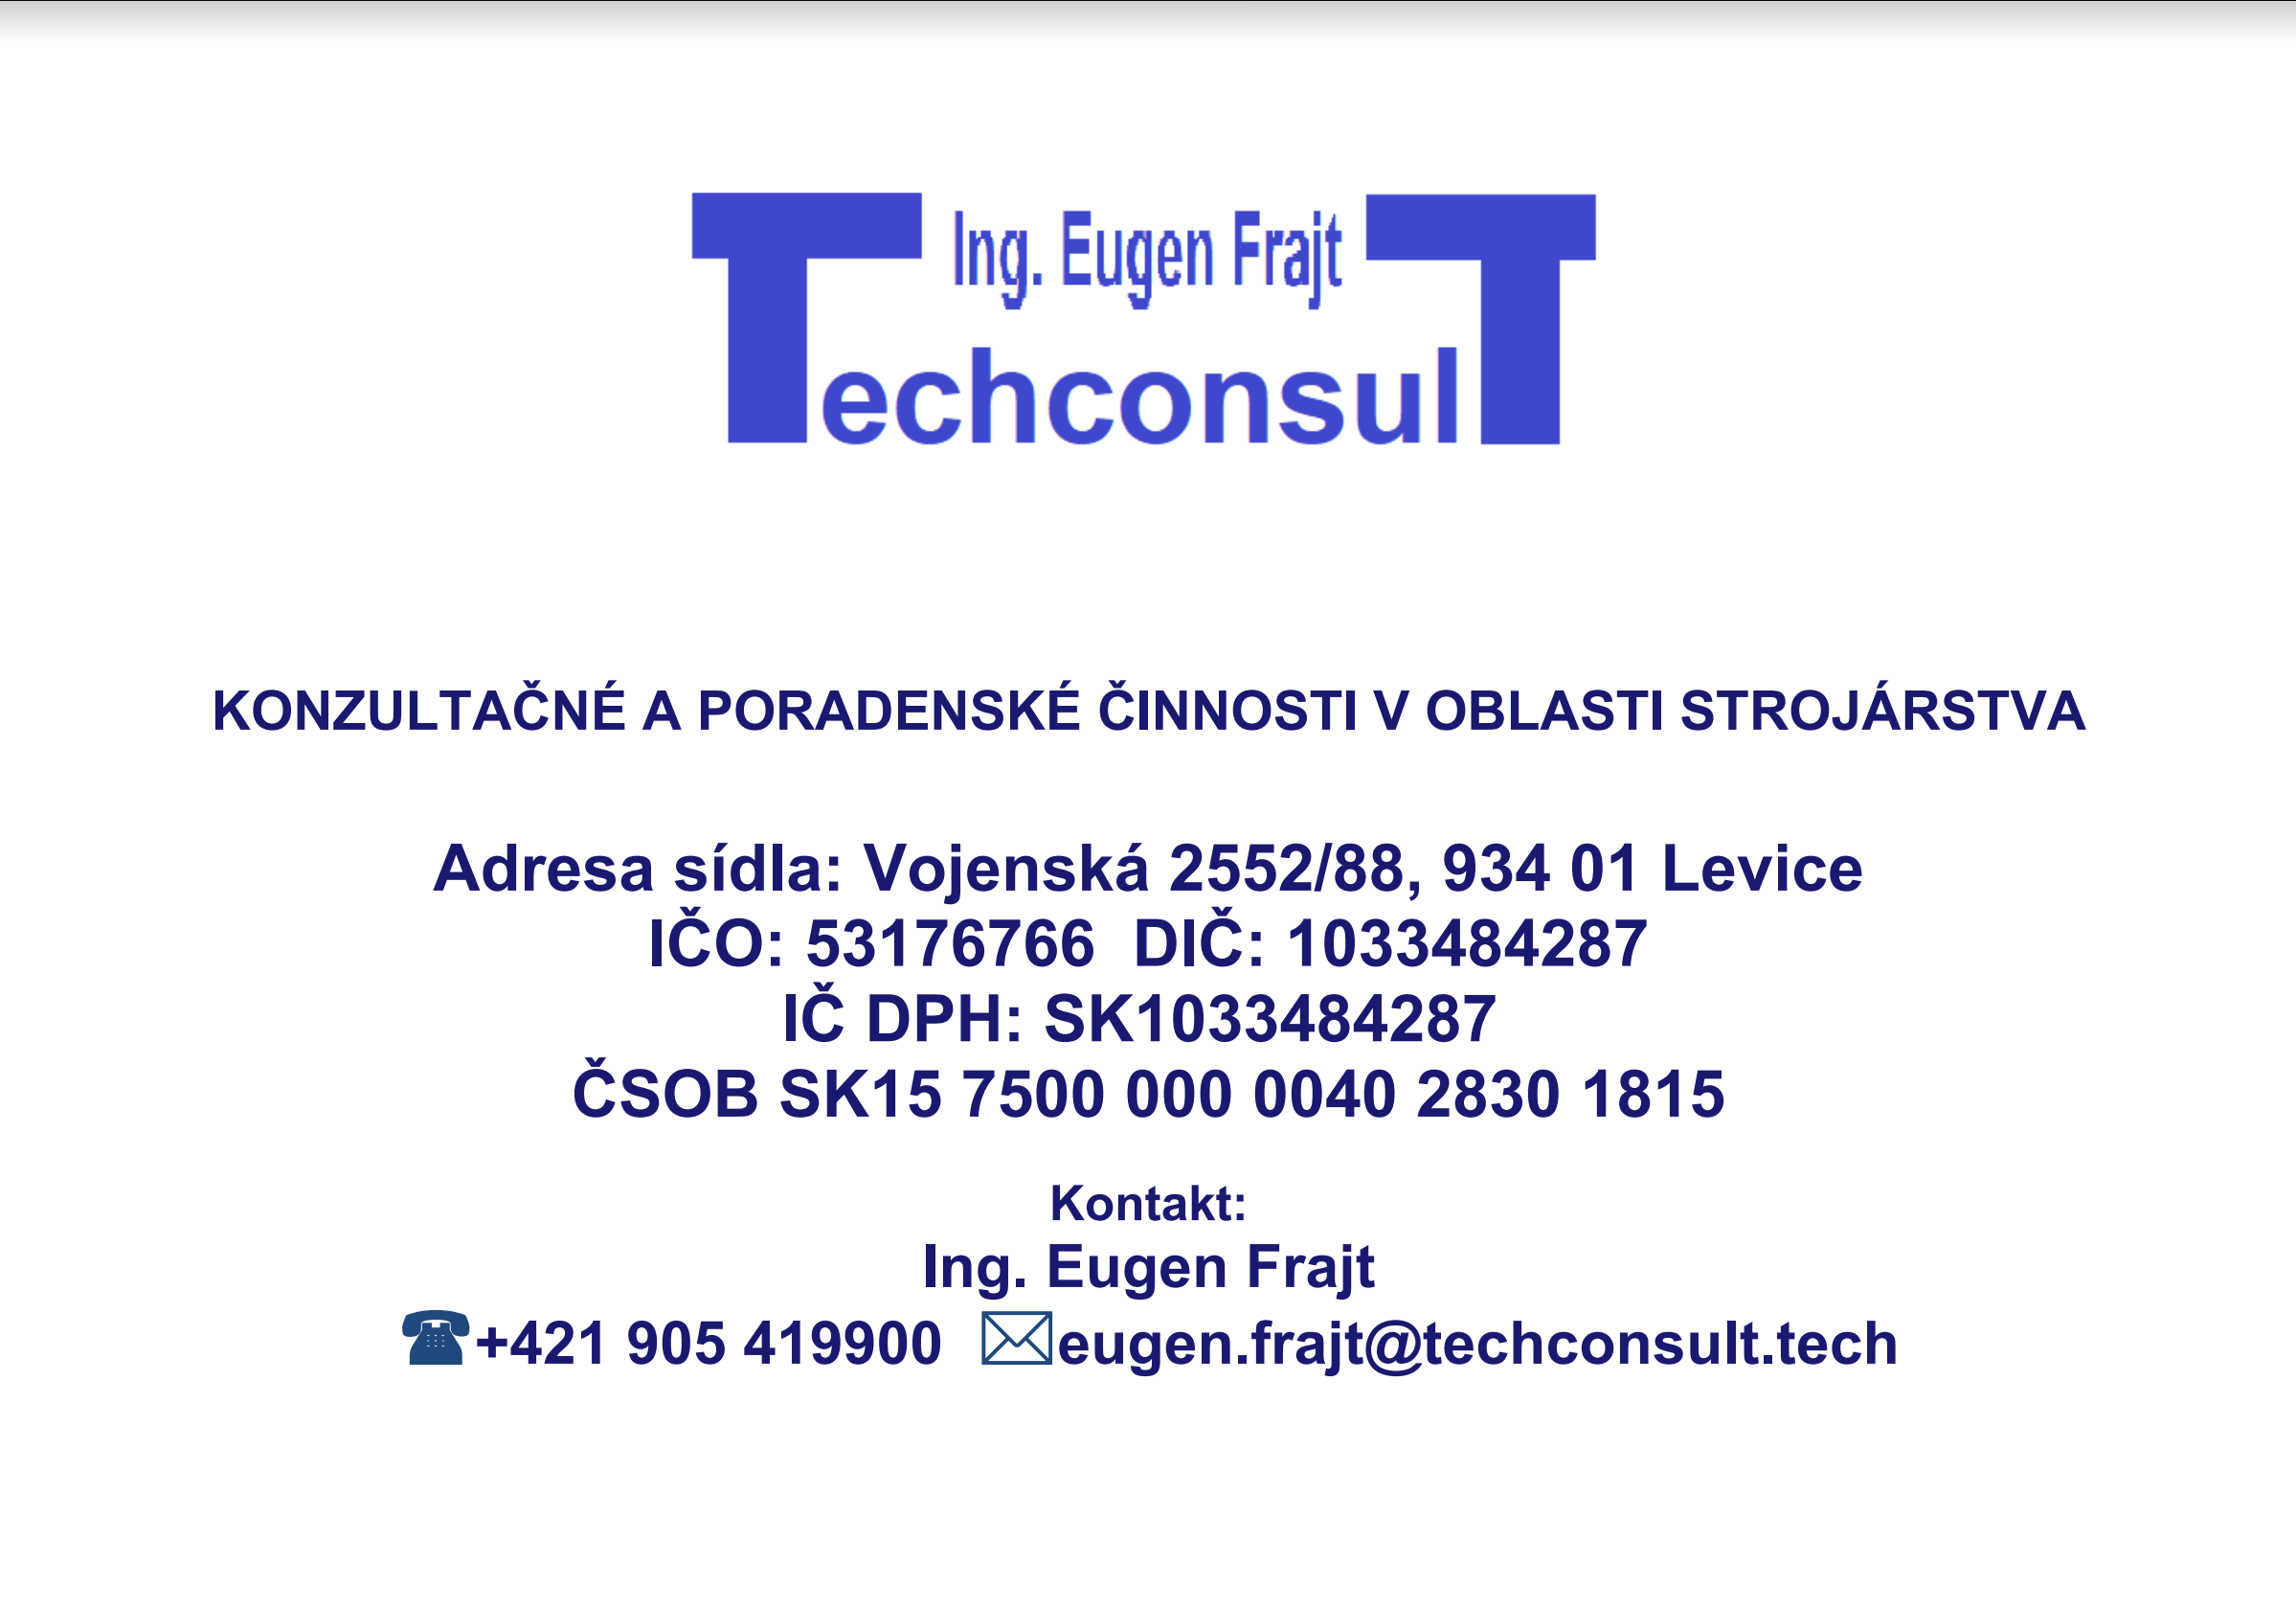 Ing. Eugen Frajt
TechconsulT
KONZULTAČNÉ A PORADENSKÉ ČINNOSTI V OBLASTI STROJÁRSTVA
Adresa sídla: Vojenská 2552/88, 934 01 Levice
IČO: 53176766 DIČ: 1033484287
IČ DPH: SK1033484287
ČSOB SK15 7500 000 0040 2830 1815
Kontakt:
Ing. Eugen Frajt
+421 905 419900 eugen.frajt@techconsult.tech